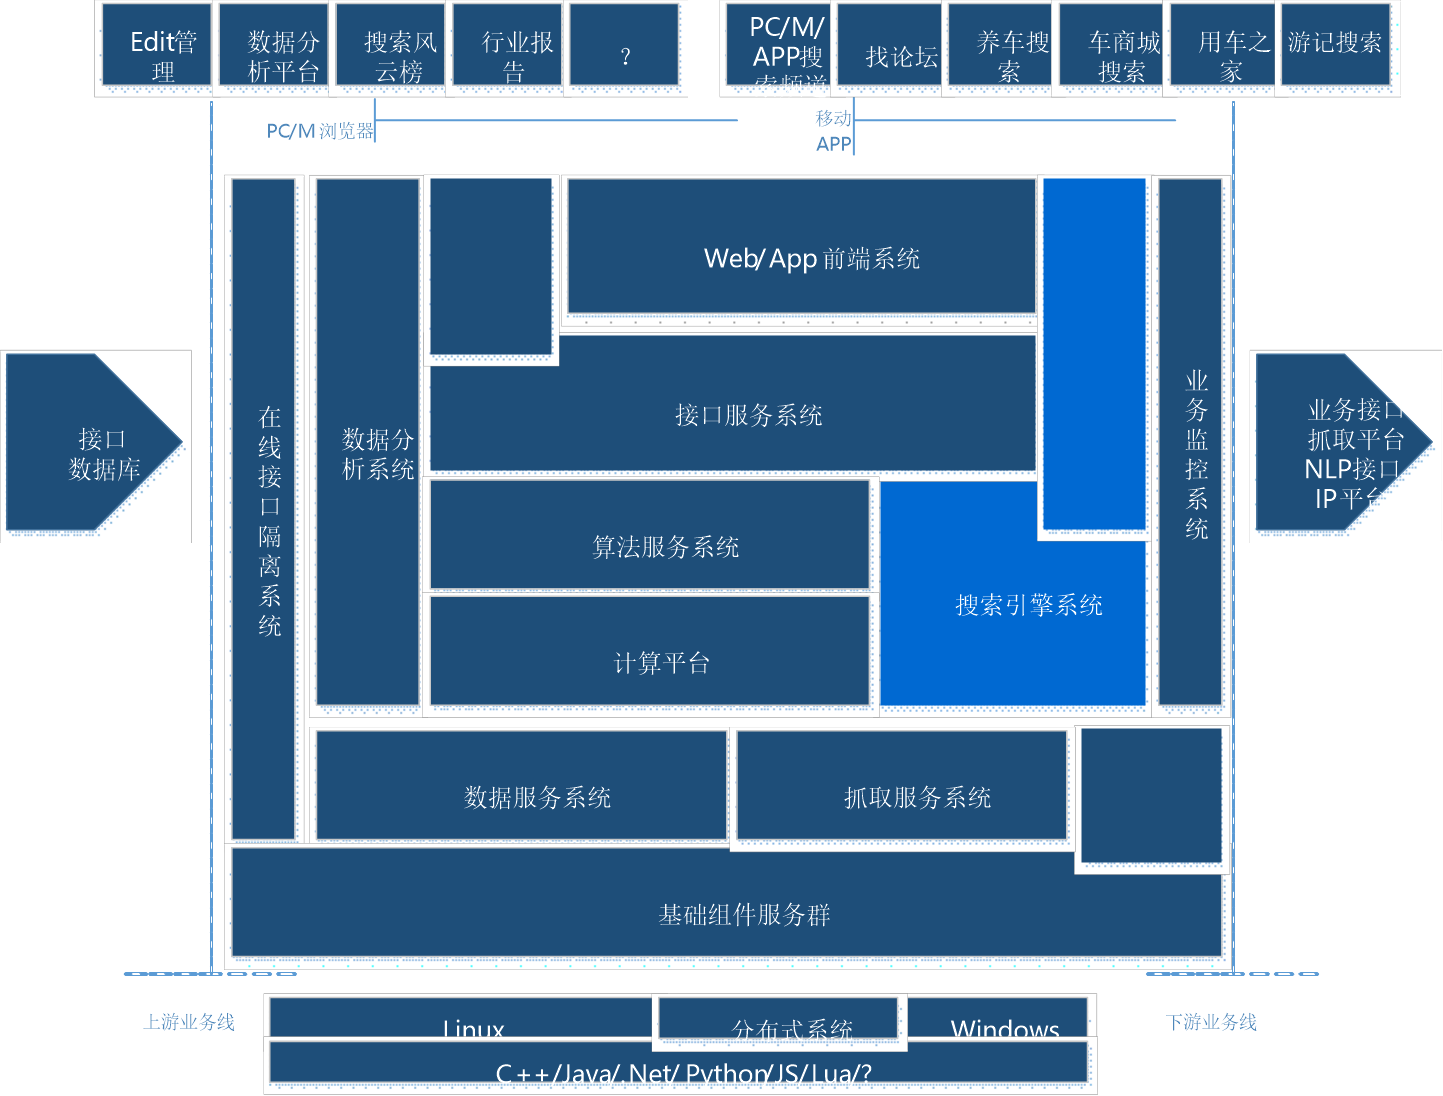 Edit管
理
数据分
析平台
搜索风
云榜
行业报
告
?
PC/M/
APP搜
索频道
找论坛
养车搜
索
车商城
搜索
用车之
家
游记搜索
PC/M 浏览器
移动
APP
Web/App 前端系统
接口服务系统
接口
数据库
在线接口隔离系统
数据分
析系统
算法服务系统
计算平台
搜索引擎系统
业务监控系统
业务接口
抓取平台
NLP接口
IP平台
数据服务系统
抓取服务系统
基础组件服务群
上游业务线
下游业务线
Linux
分布式系统
Windows
C++/Java/.Net/Python/JS/Lua/?